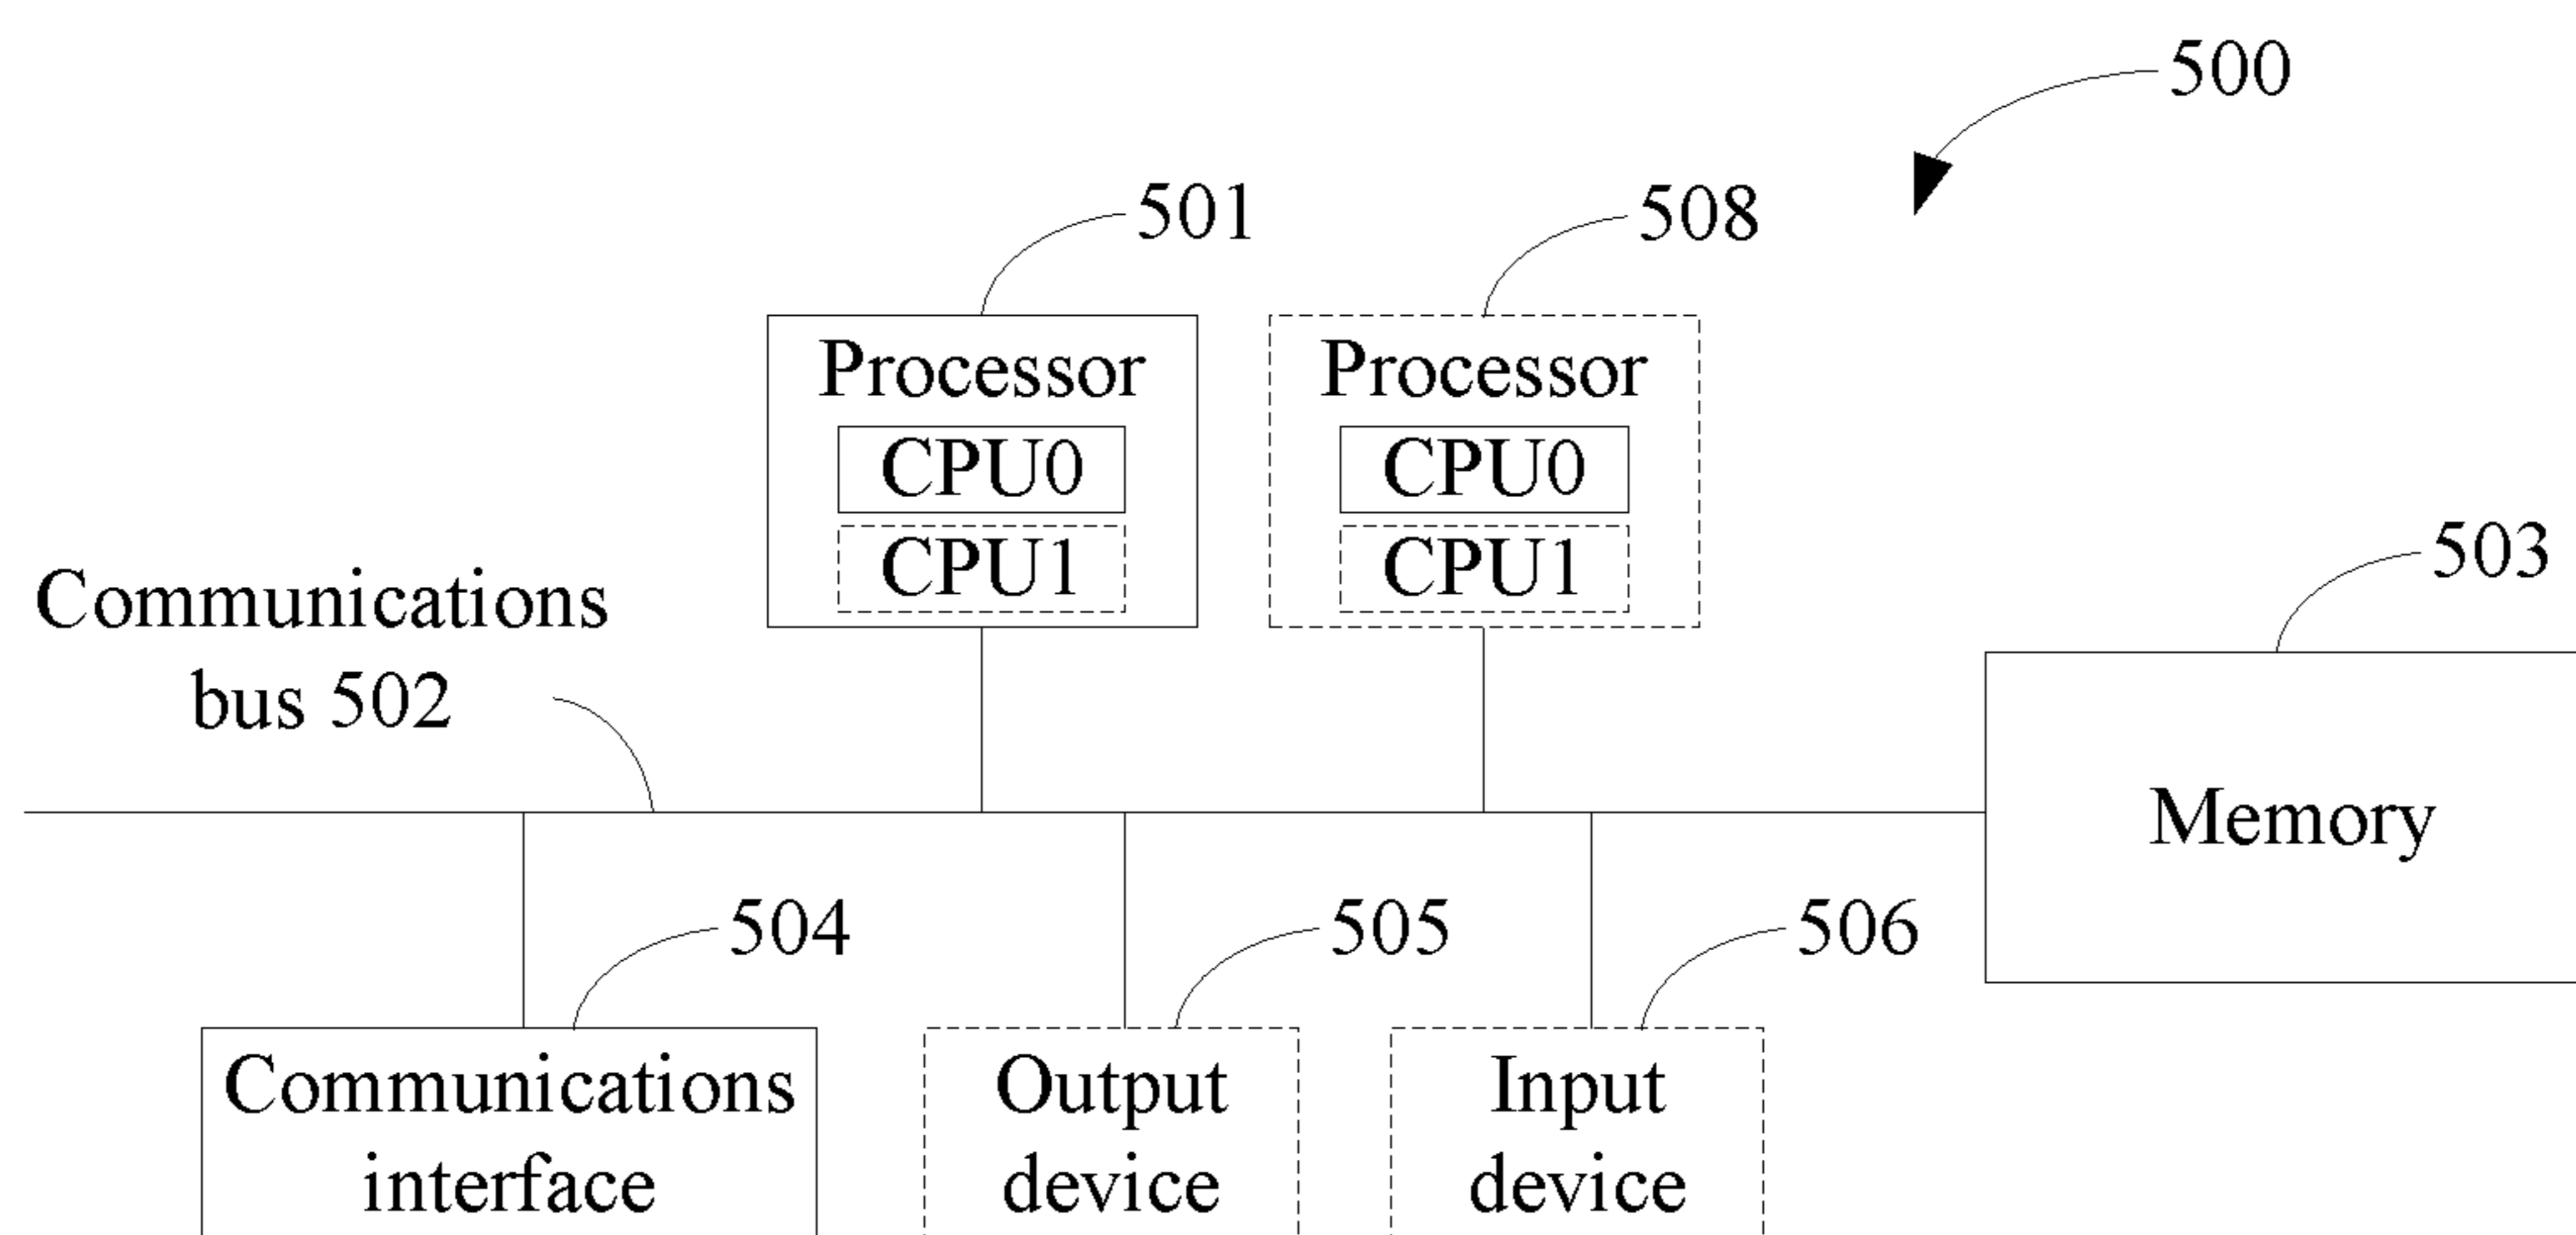 500
501
508
Processor
CPU0
CPU1
Processor
CPU0
CPU1
503
Communications
bus 502
Memory
504
505
506
Communications
interface
Output
device
Input
device